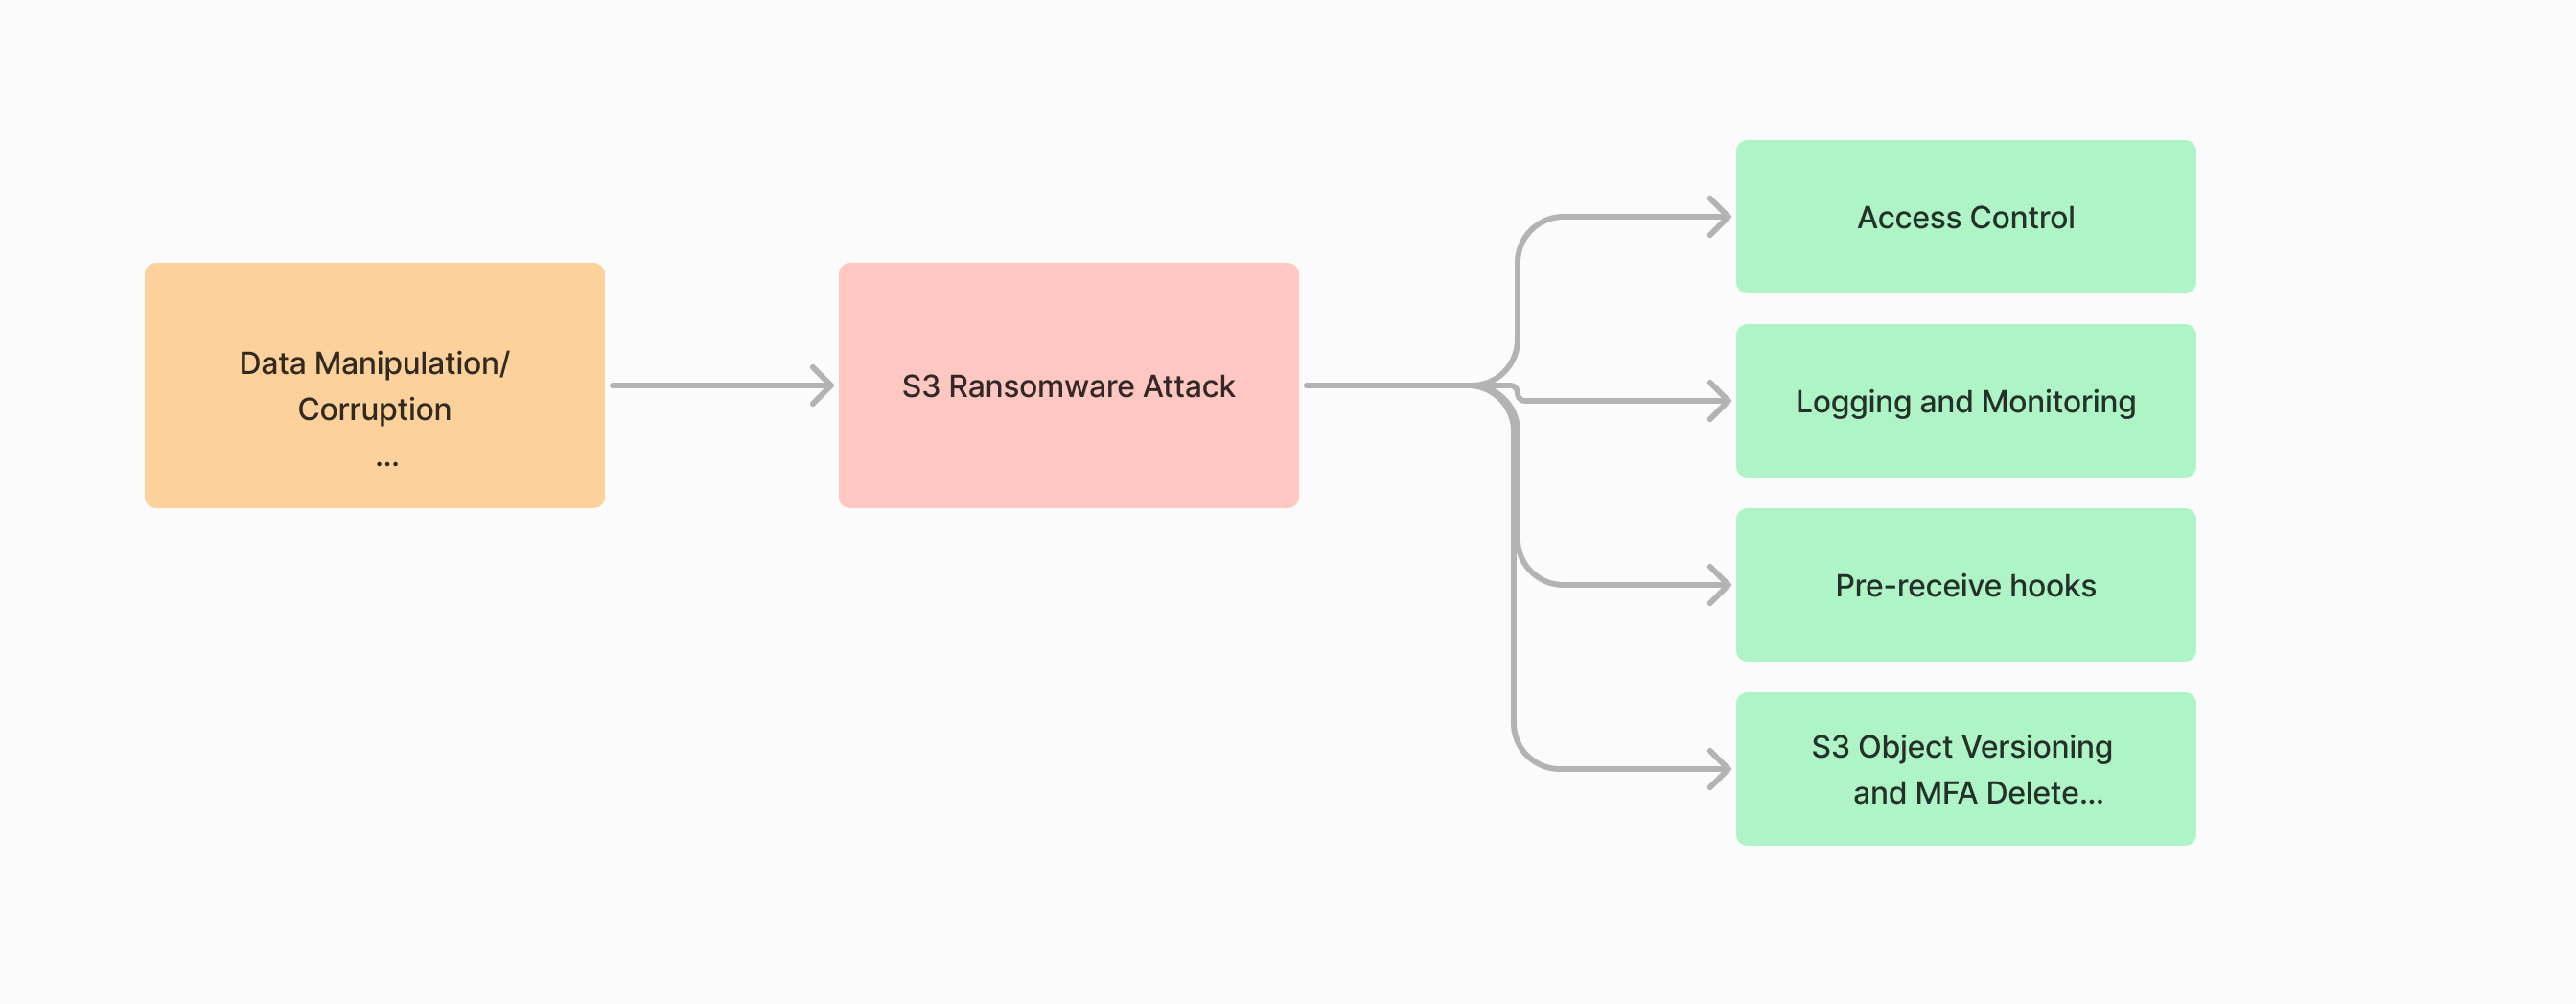 Data Manipulation/
Corruption
...
S3 Ransomware Attack
Access Control
Logging and Monitoring
Pre-receive hooks
S3 Object Versioning
and MFA Delete...